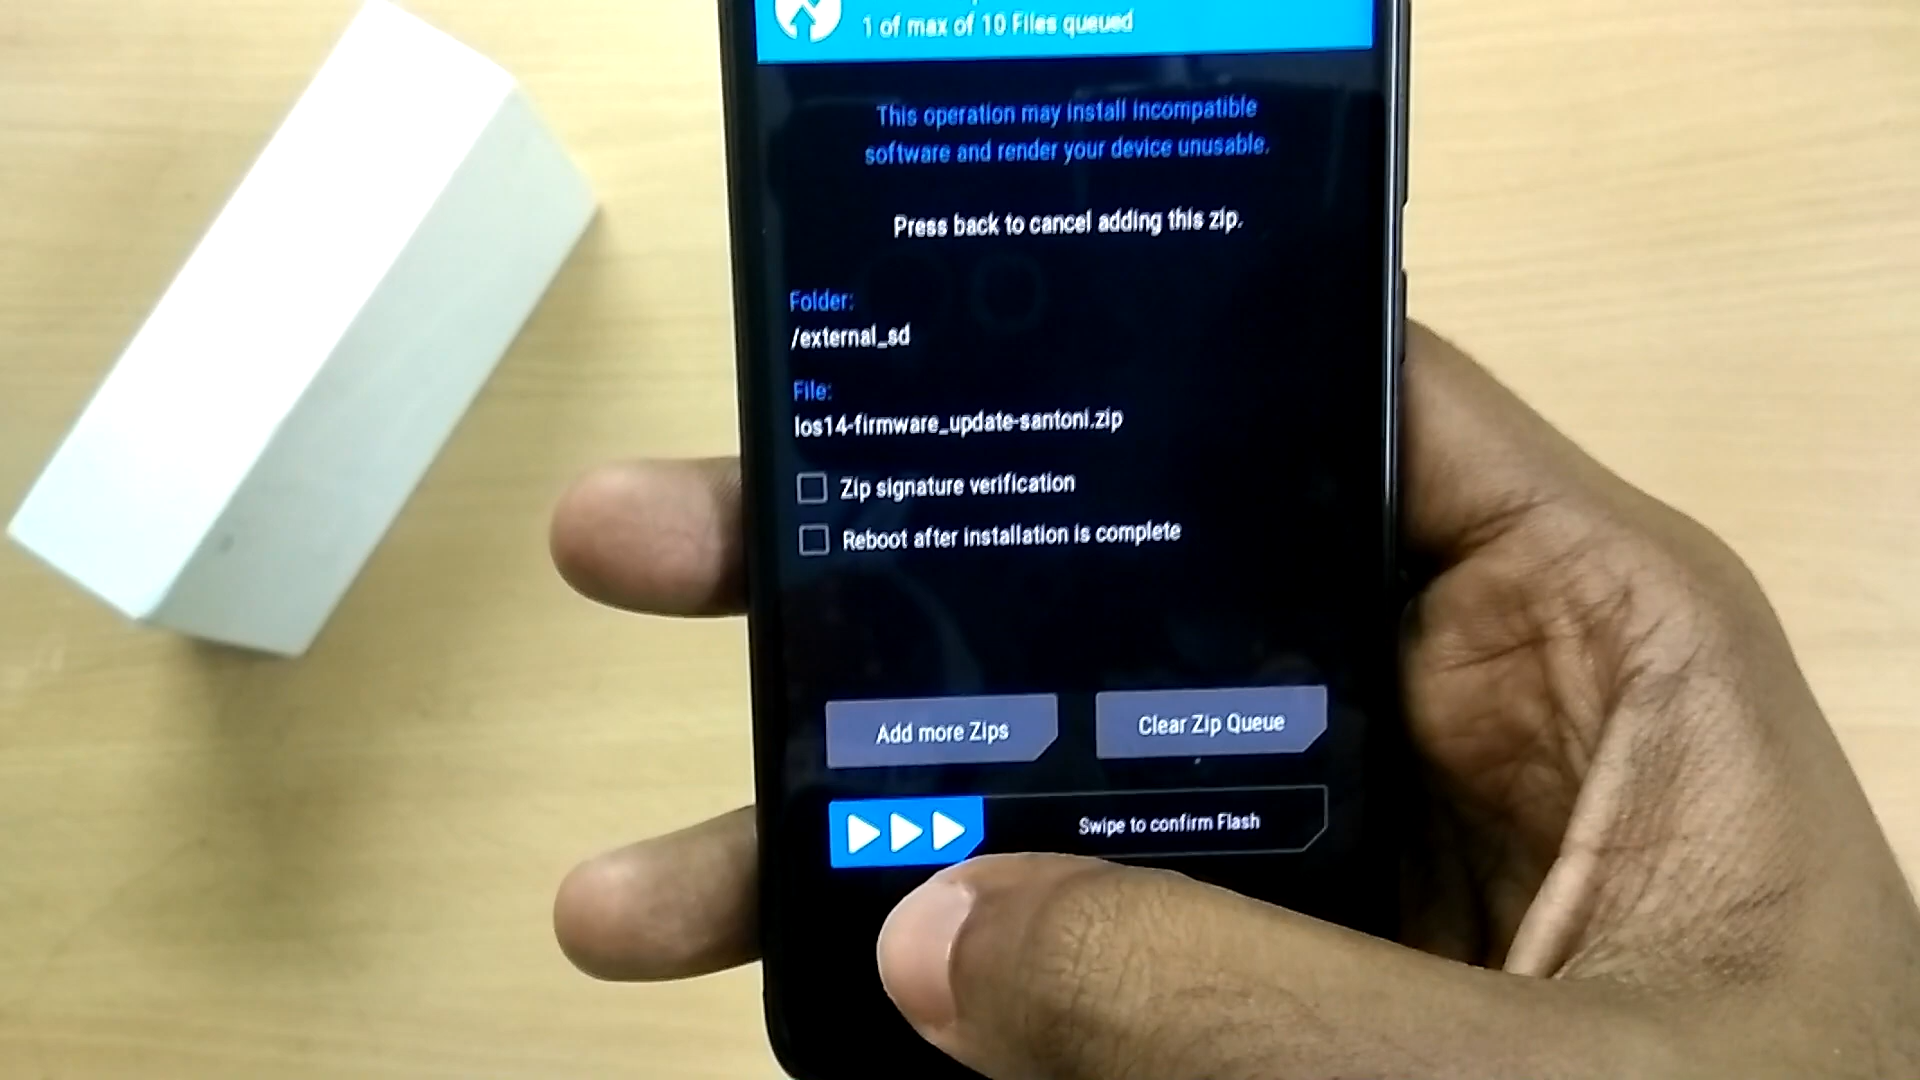 1 of max of 10 Files queued
This operation may install incompatible
software and render your device unusable.
Press back to cancel adding this zip.
Folder:
/external_sd
File:
los14-firmware_update-santoni.zip
Zip signature verification
Reboot after installation is complete
Add more Zips
Clear Zip Queue
Swipe to confirm Flash